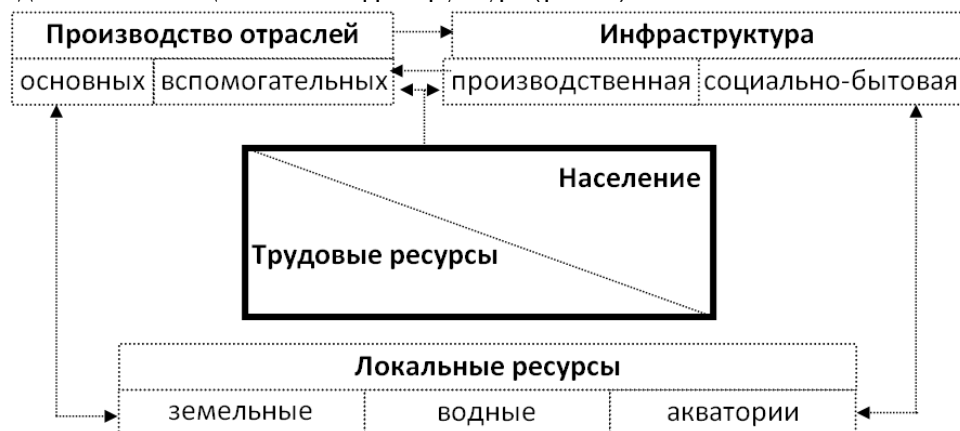 Производство отраслей
Инфраструктура
основных вспомогательных
производственная социально-бытовая
Население
Трудовые ресурсы
Локальные ресурсы
земельные водные акватории